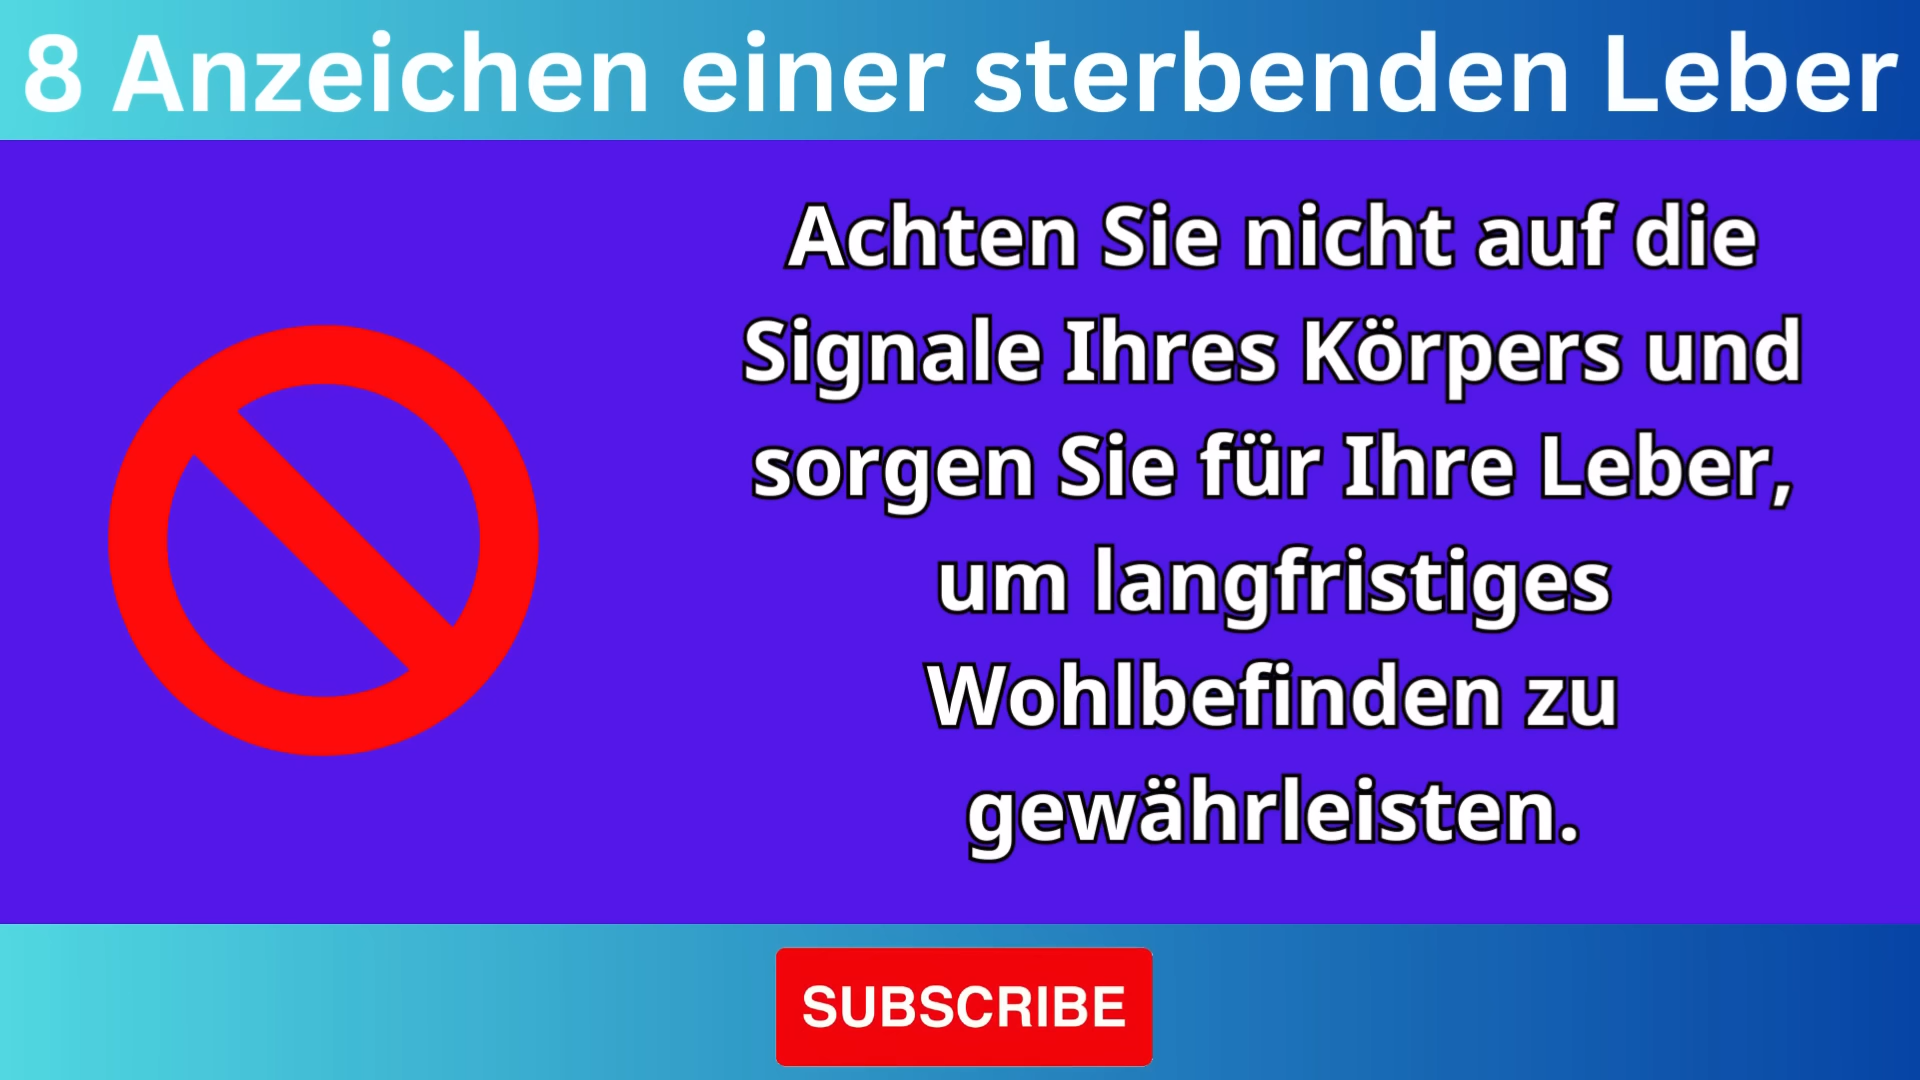 8 Anzeichen einer sterbenden Leber
Achten Sie nicht auf die
Signale Ihres Körpers und
sorgen Sie für Ihre Leber,
um langfristiges
Wohlbefinden zu
gewährleisten.
SUBSCRIBE